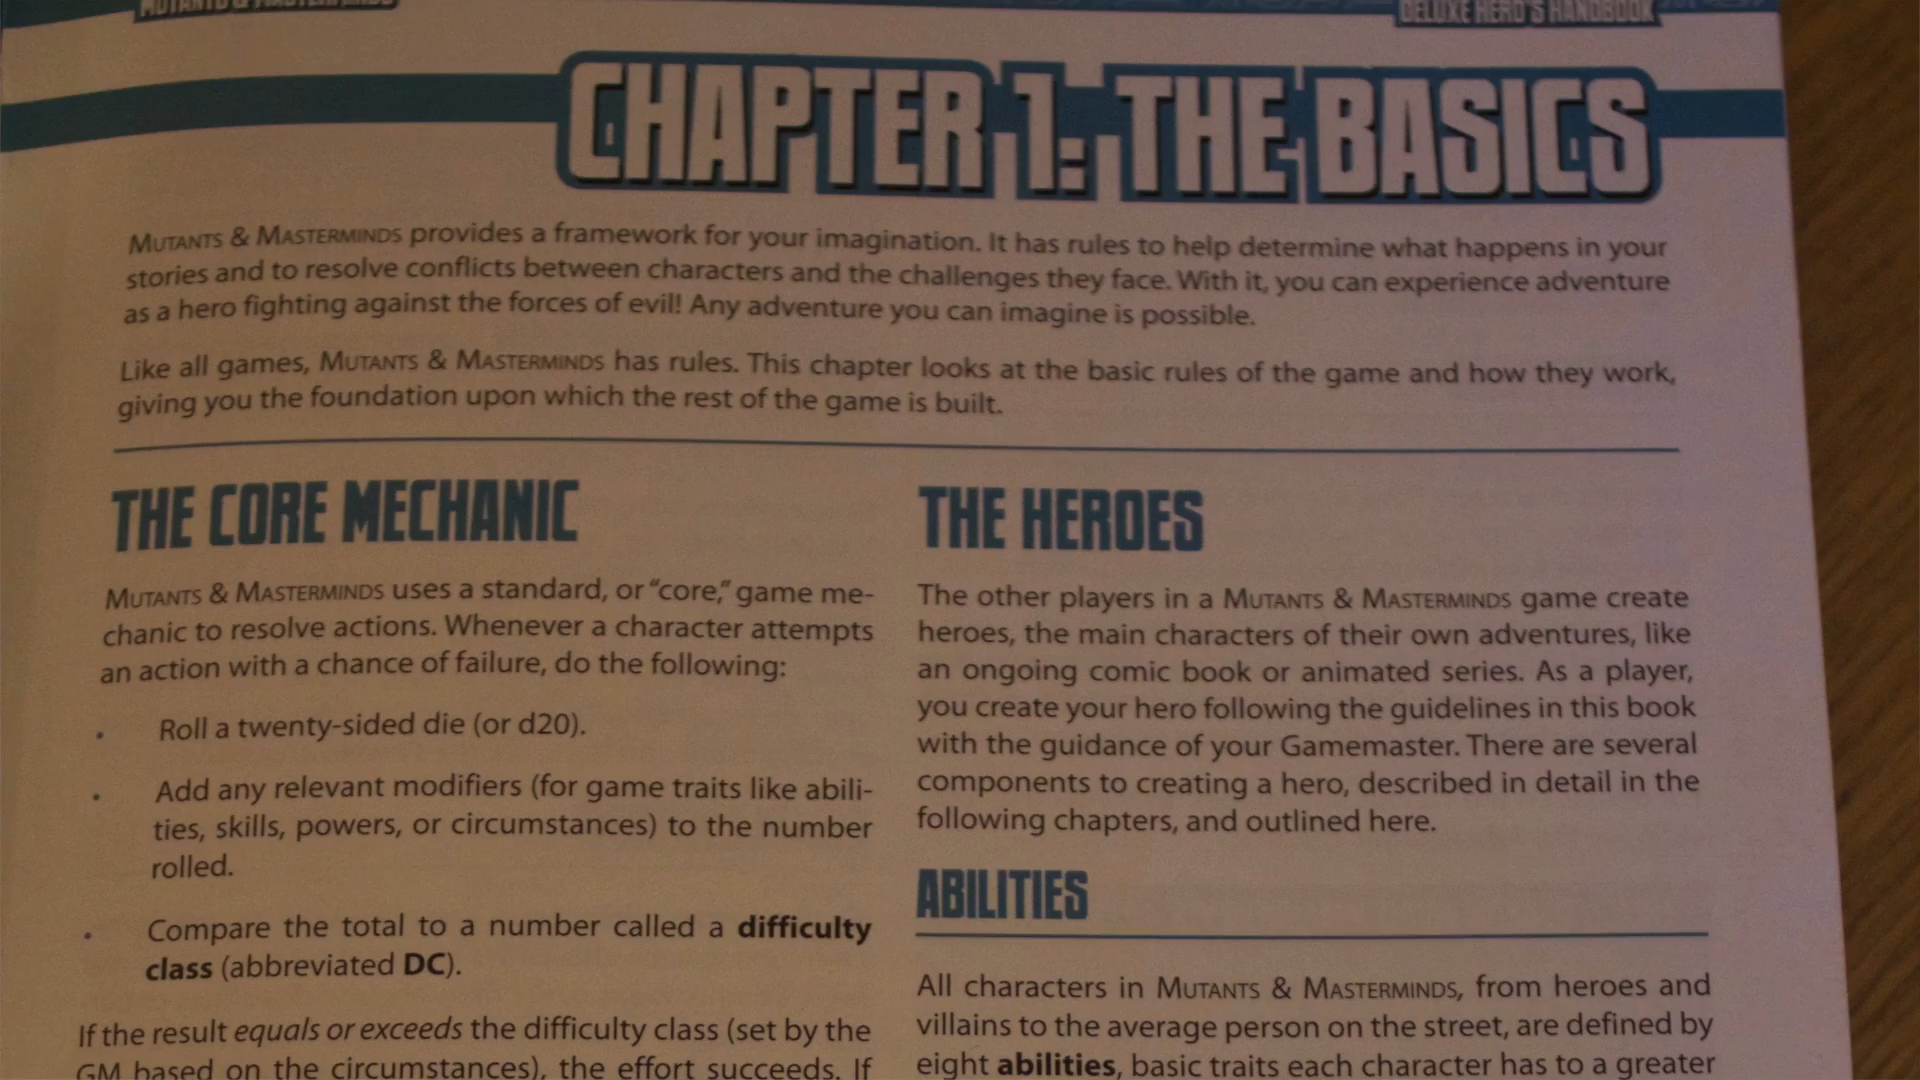 MUTANTS & MASTERMINDS
DELUXE HERO'S HANDBOOK
CHAPTER 1: THE BASICS
MUTANTS & MASTERMINDS provides a framework for your imagination. It has rules to help determine what happens in your
stories and to resolve conflicts between characters and the challenges they face. With it, you can experience adventure
as a hero fighting against the forces of evil! Any adventure you can imagine is possible.
Like all games, MUTANTS & MASTERMINDS has rules. This chapter looks at the basic rules of the game and how they work,
giving you the foundation upon which the rest of the game is built.
THE CORE MECHANIC
MUTANTS & MASTERMINDS uses a standard, or “core,” game me-
chanic to resolve actions. Whenever a character attempts
an action with a chance of failure, do the following:
• Roll a twenty-sided die (or d20).
• Add any relevant modifiers (for game traits like abili-
ties, skills, powers, or circumstances) to the number
rolled.
• Compare the total to a number called a difficulty
class (abbreviated DC).
If the result equals or exceeds the difficulty class (set by the
GM based on the circumstances), the effort succeeds. If
THE HEROES
The other players in a MUTANTS & MASTERMINDS game create
heroes, the main characters of their own adventures, like
an ongoing comic book or animated series. As a player,
you create your hero following the guidelines in this book
with the guidance of your Gamemaster. There are several
components to creating a hero, described in detail in the
following chapters, and outlined here.
ABILITIES
All characters in MUTANTS & MASTERMINDS, from heroes and
villains to the average person on the street, are defined by
eight abilities, basic traits each character has to a greater